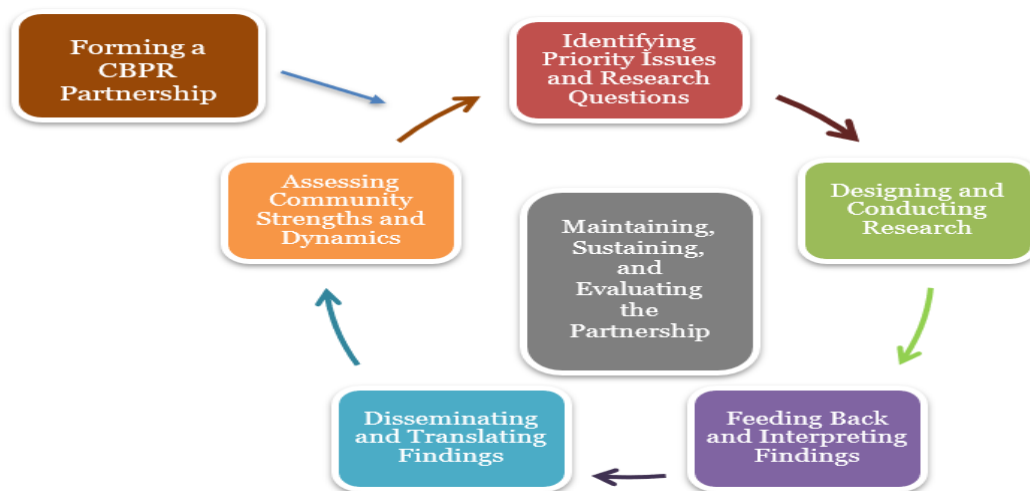 Forming a
CBPR
Partnership
Identifying
Priority Issues
and Research
Questions
Assessing
Community
Strengths and
Dynamics
Maintaining,
Sustaining,
and
Evaluating
the
Partnership
Designing and
Conducting
Research
Disseminating
and Translating
Findings
Feeding Back
and Interpreting
Findings